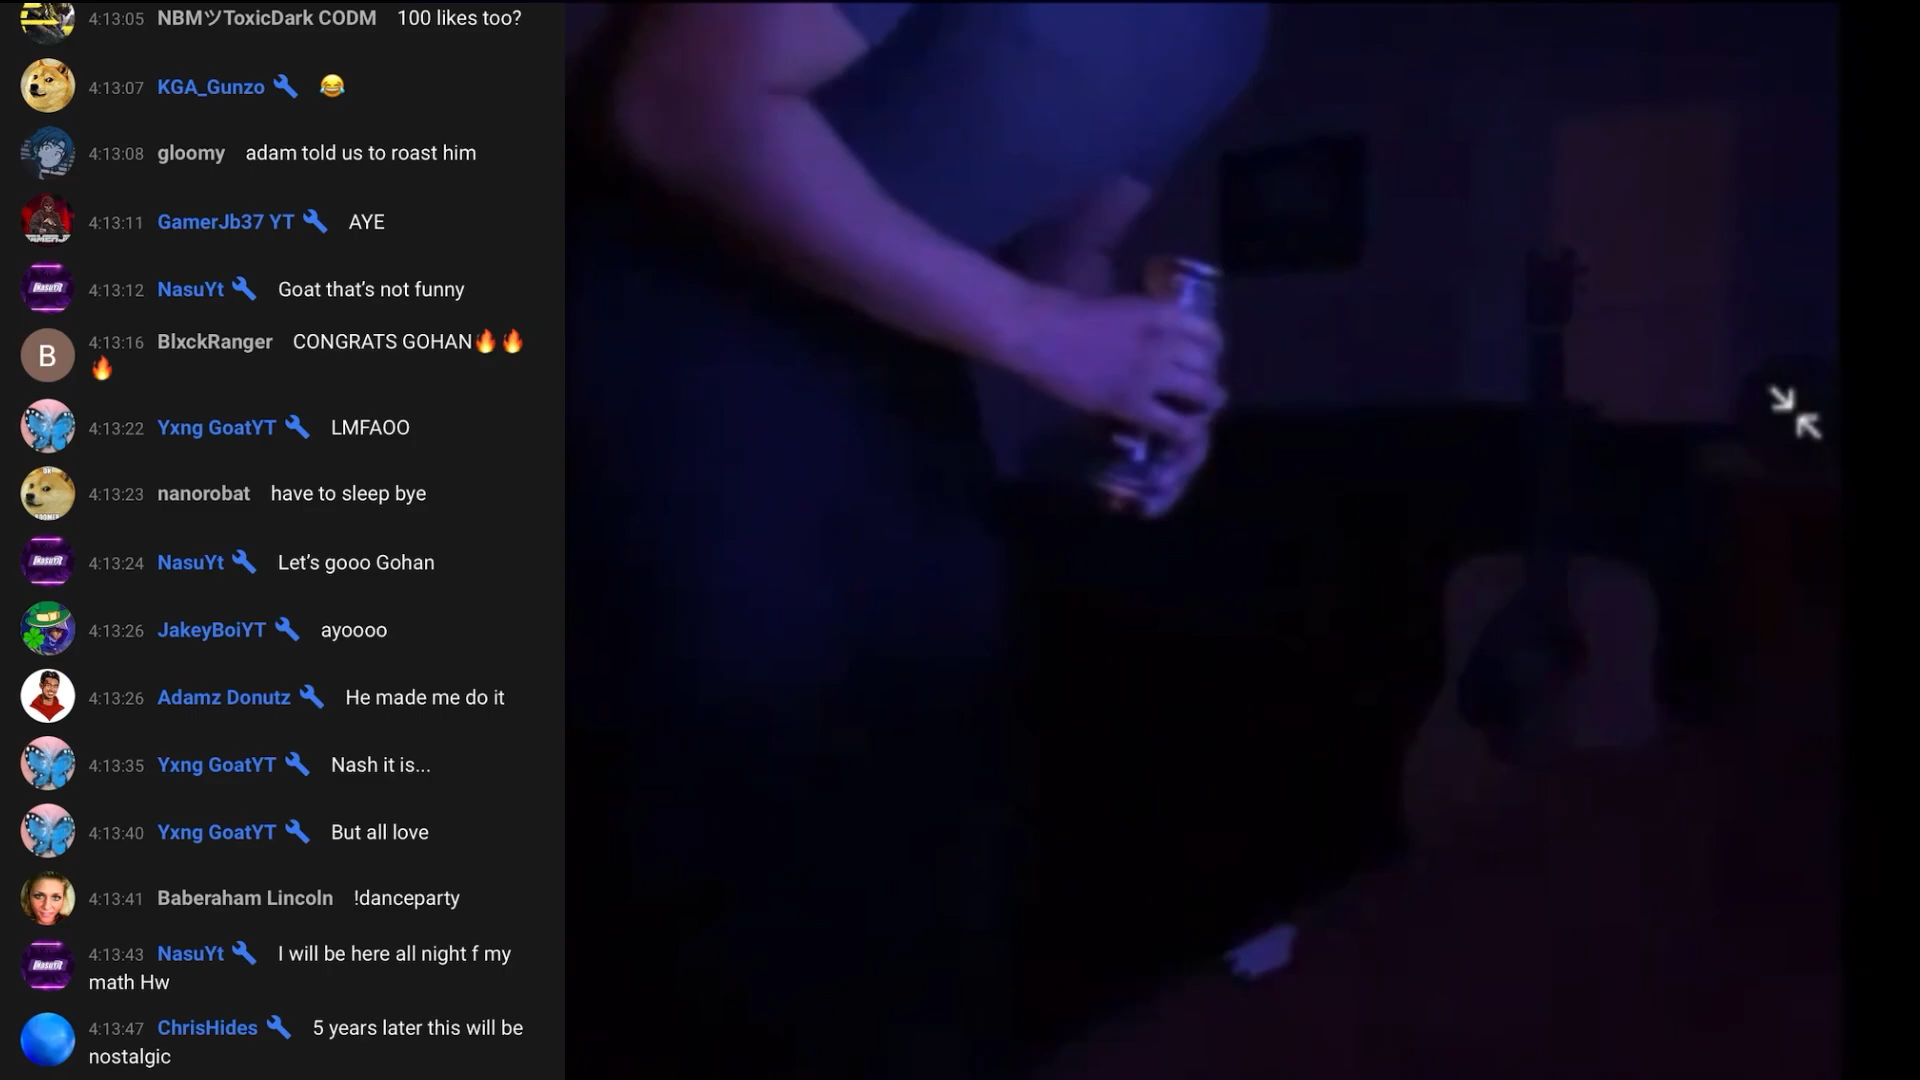 4:13:05 NBMツToxicDark CODM 100 likes too?
4:13:07 KGA_Gunzo 😂
4:13:08 gloomy adam told us to roast him
4:13:11 GamerJb37 YT AYE
4:13:12 NasuYt Goat that’s not funny
B
4:13:16 BlxckRanger CONGRATS GOHAN🔥🔥
🔥
4:13:22 Yxng GoatYT LMFAOO
4:13:23 nanorobat have to sleep bye
4:13:24 NasuYt Let’s gooo Gohan
4:13:26 JakeyBoiYT ayoooo
4:13:26 Adamz Donutz He made me do it
4:13:35 Yxng GoatYT Nash it is...
4:13:40 Yxng GoatYT But all love
4:13:41 Baberaham Lincoln !danceparty
4:13:43 NasuYt I will be here all night f my
math Hw
4:13:47 ChrisHides 5 years later this will be
nostalgic